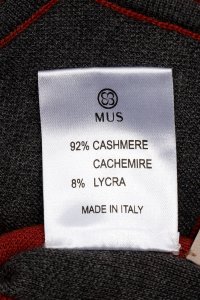 MUS
92% CASHMERE
CACHEMIRE
8% LYCRA
MADE IN ITALY